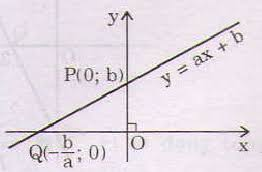 y
P(0; b)
y = ax + b
O
x
Q(-b/a; 0)